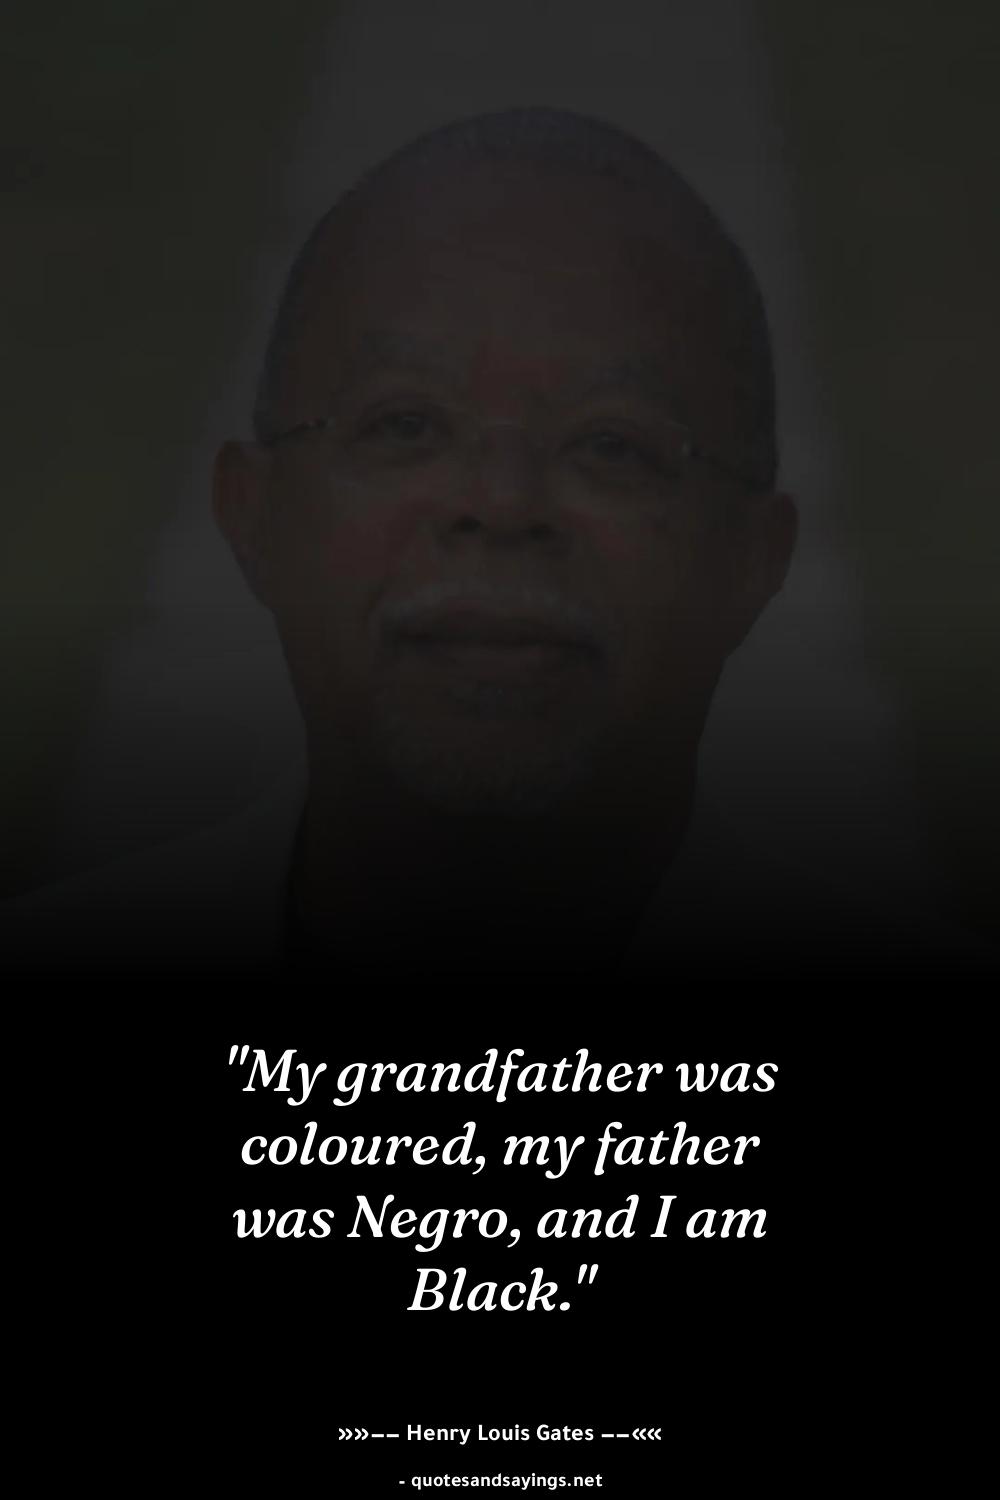 "My grandfather was
coloured, my father
was Negro, and I am
Black."
»»–– Henry Louis Gates ––««
- quotesandsayings.net